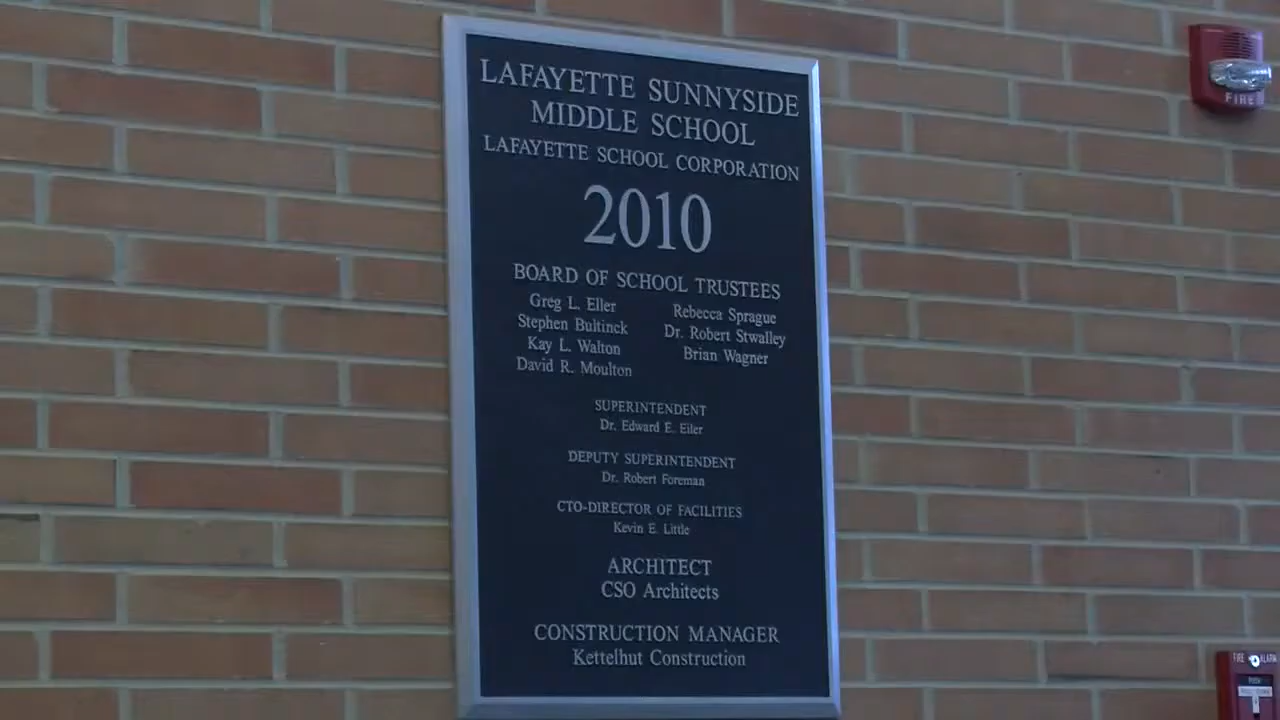 LAFAYETTE SUNNYSIDE
MIDDLE SCHOOL
LAFAYETTE SCHOOL CORPORATION
2010
BOARD OF SCHOOL TRUSTEES
Greg L. Eller
Stephen Bultinck
Kay L. Walton
David R. Moulton
Rebecca Sprague
Dr. Robert Stwalley
Brian Wagner
SUPERINTENDENT
Dr. Edward E. Eiler
DEPUTY SUPERINTENDENT
Dr. Robert Foreman
CTO-DIRECTOR OF FACILITIES
Kevin E. Little
ARCHITECT
CSO Architects
CONSTRUCTION MANAGER
Kettelhut Construction
FIRE
FIRE ALARM